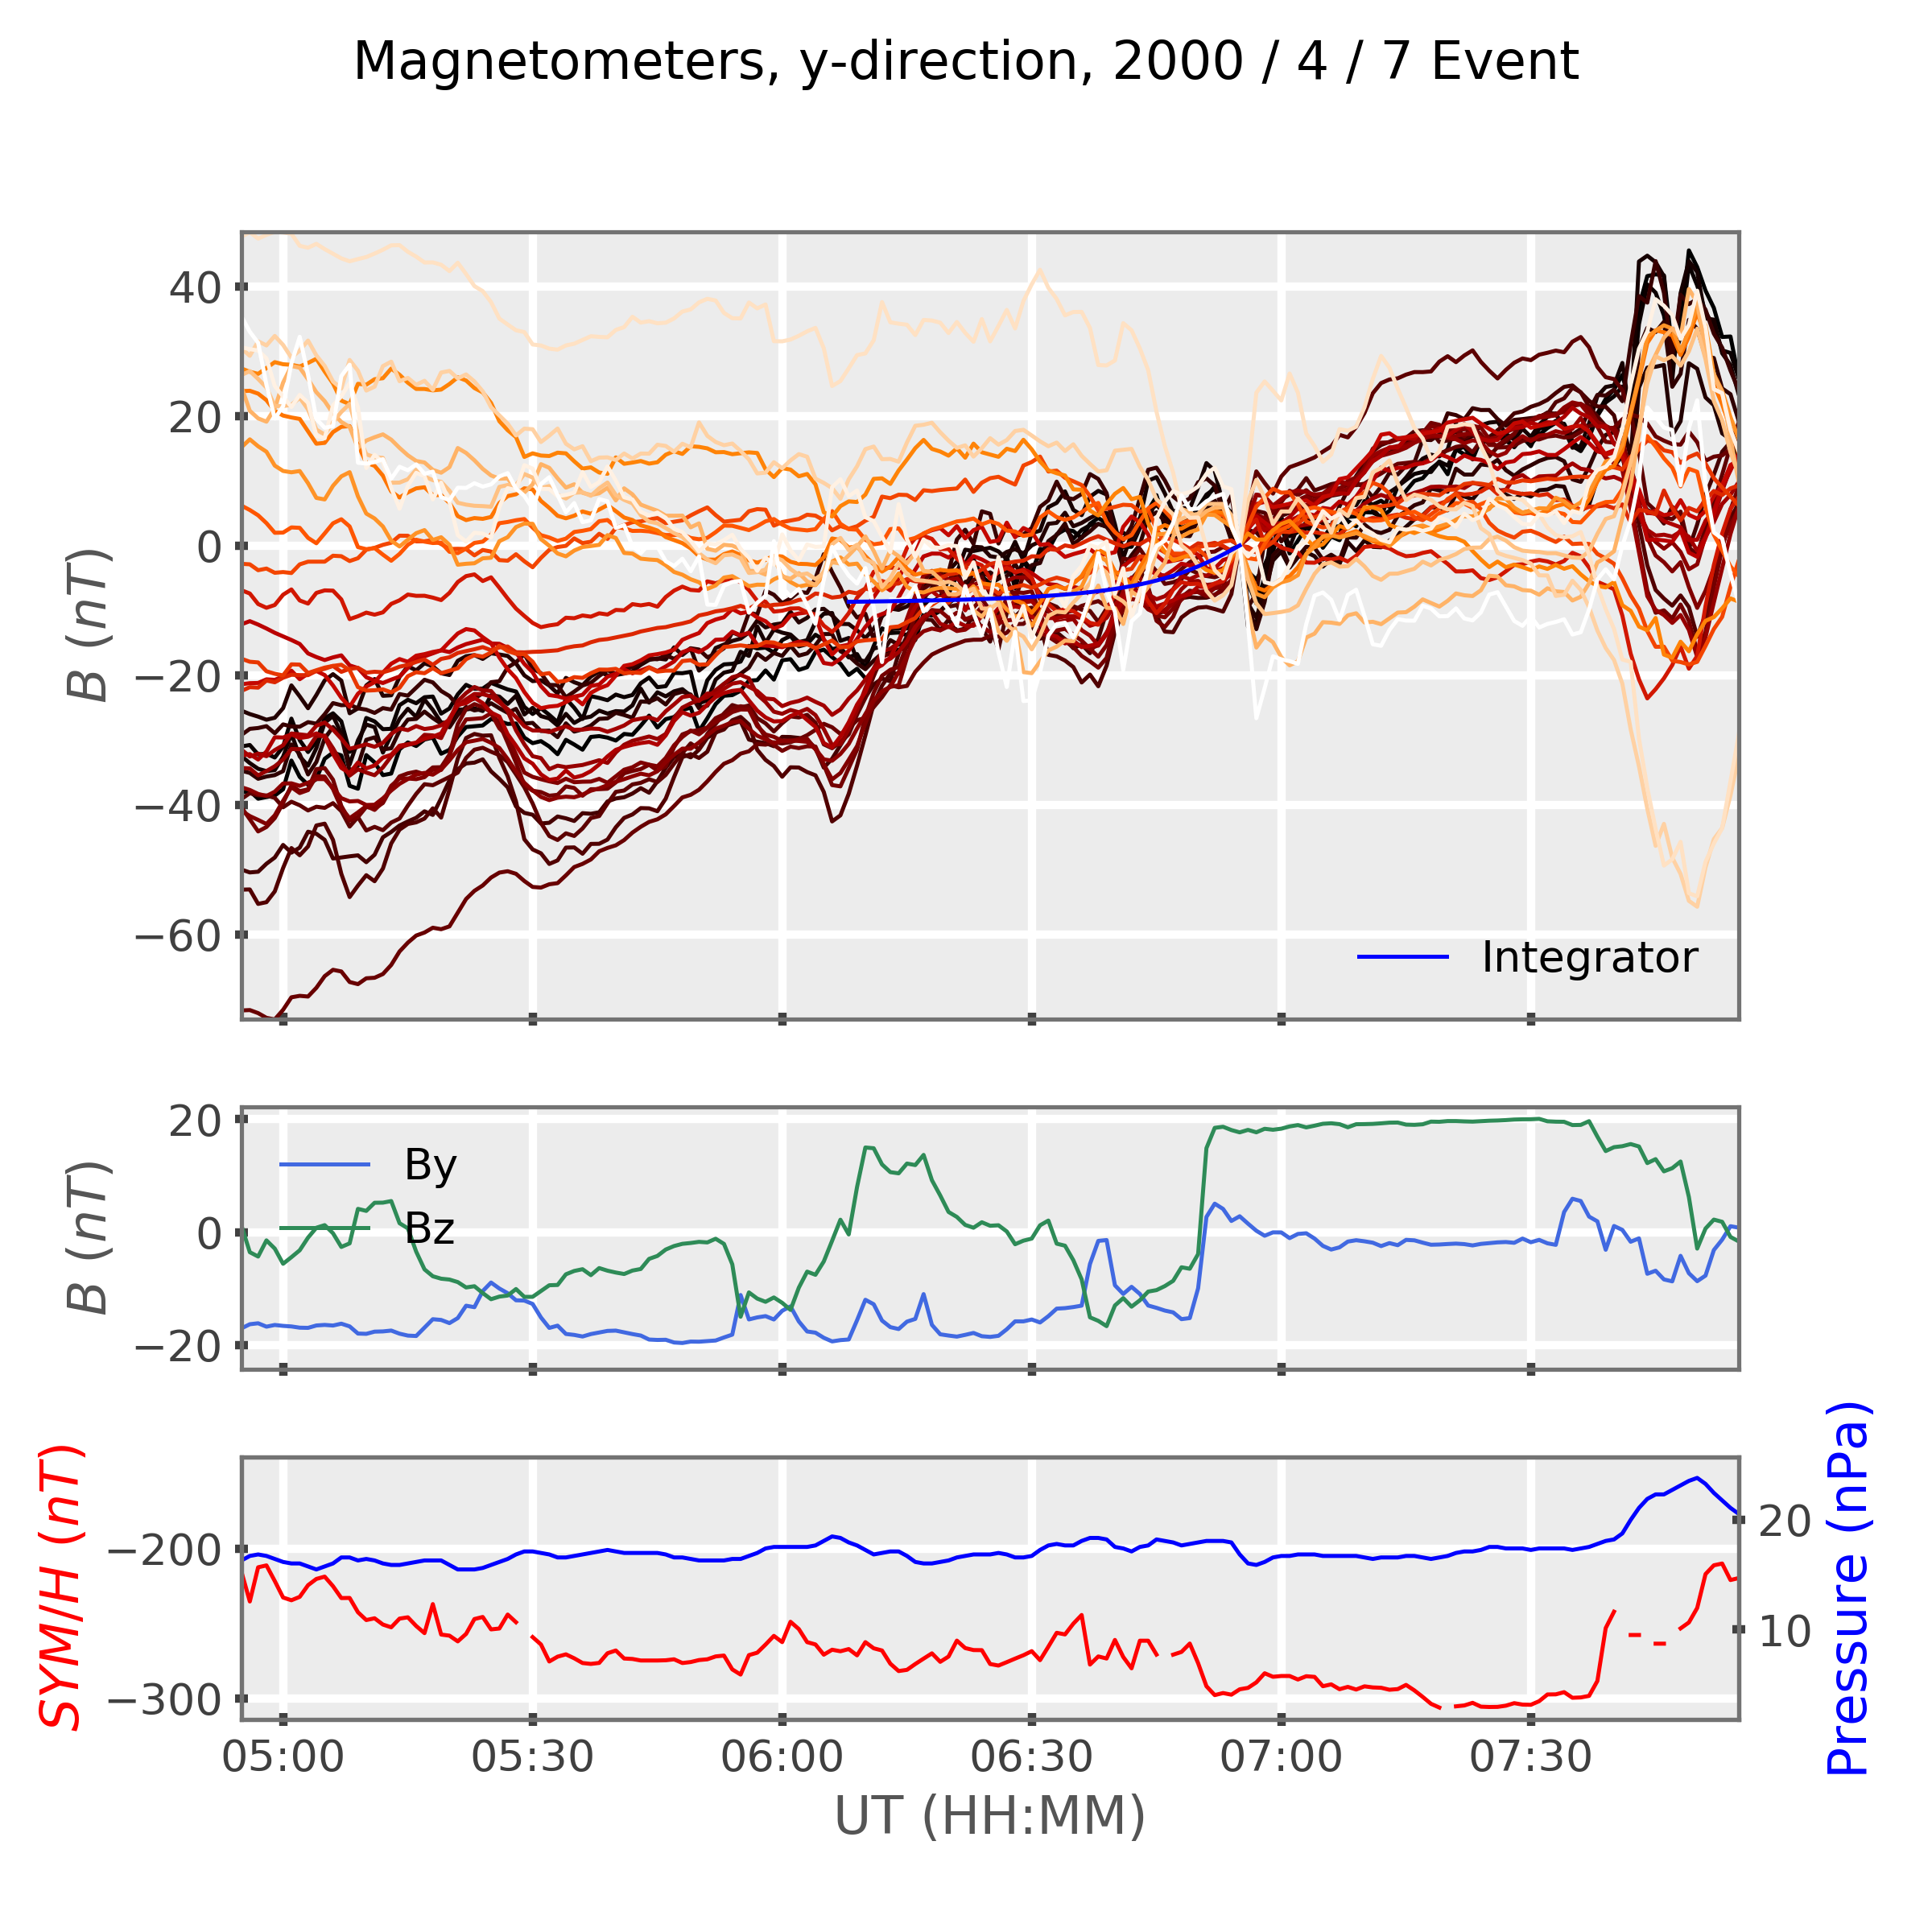 Magnetometers, y-direction, 2000 / 4 / 7 Event
40
20
0
−20
−40
−60
B (nT)
Integrator
20
0
−20
B (nT)
By
Bz
−200
−300
SYM/H (nT)
20
10
Pressure (nPa)
05:00 05:30 06:00 06:30 07:00 07:30
UT (HH:MM)